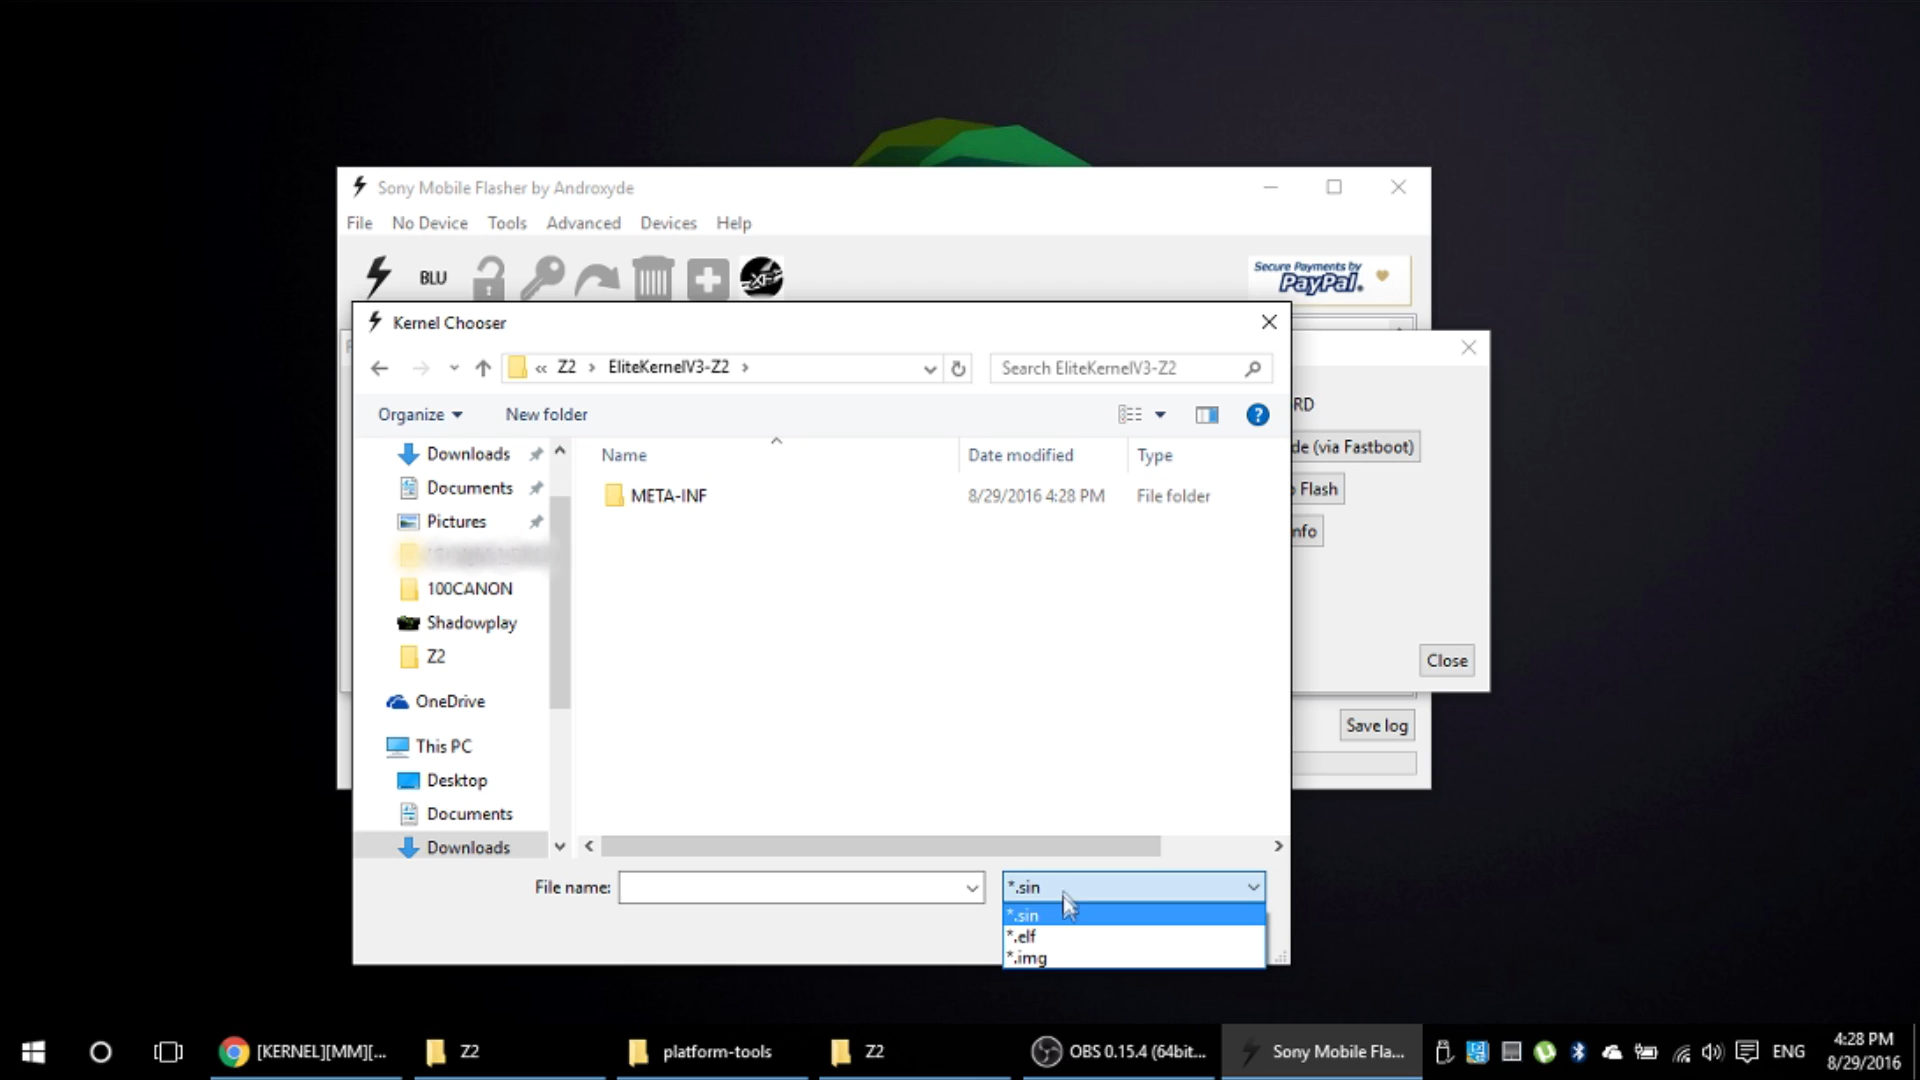 Sony Mobile Flasher by Androxyde
File No Device Tools Advanced Devices Help
BLU
XF
Secure Payments by
PayPal.
Kernel Chooser
« Z2 › EliteKernelV3-Z2 ›
Search EliteKernelV3-Z2
Organize
New folder
?
RD
de (via Fastboot)
Flash
nfo
Close
Save log
Downloads
Documents
Pictures
100CANON
Shadowplay
Z2
OneDrive
This PC
Desktop
Documents
Downloads
Name Date modified Type
META-INF 8/29/2016 4:28 PM File folder
File name:
*.sin
*.sin
*.elf
*.img
[KERNEL][MM][...
Z2
platform-tools
Z2
OBS 0.15.4 (64bit...
Sony Mobile Fla...
ENG
4:28 PM
8/29/2016